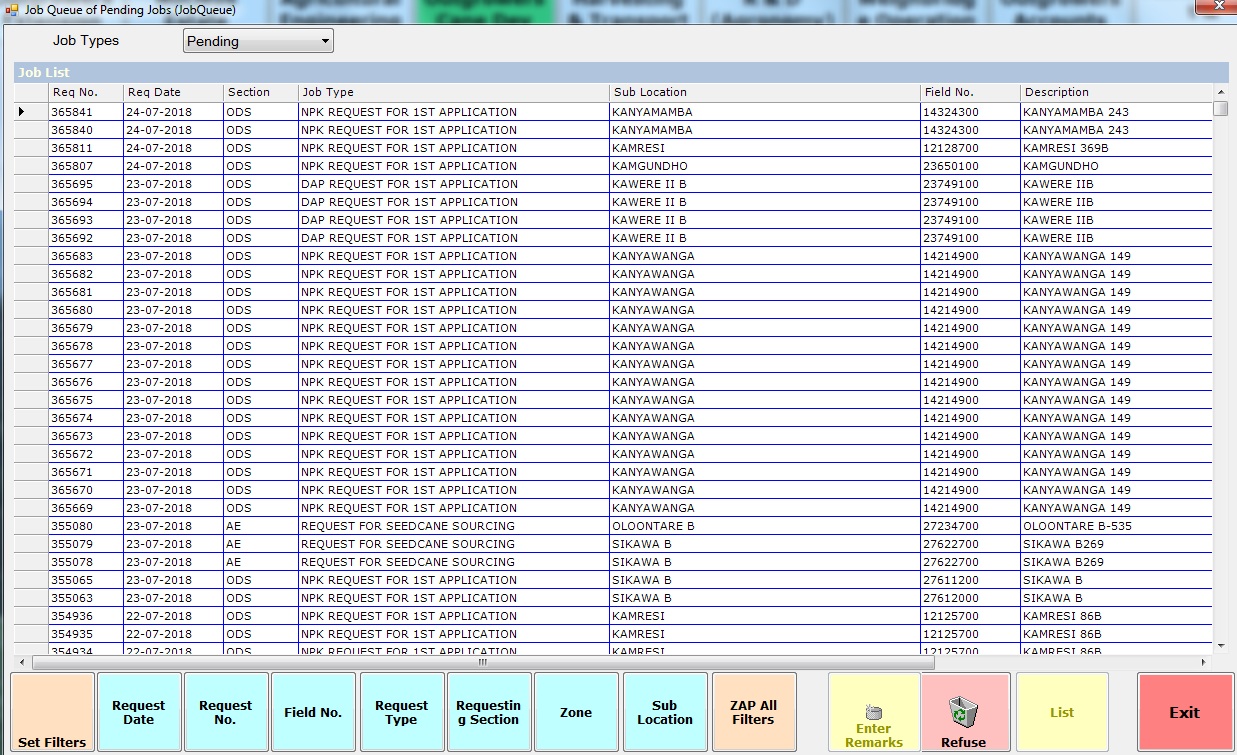 Job Queue of Pending Jobs (JobQueue)
Job Types Pending
Job List
Req No. Req Date Section Job Type Sub Location Field No. Description
365841 24-07-2018 ODS NPK REQUEST FOR 1ST APPLICATION KANYAMAMBA 14324300 KANYAMAMBA 243
365840 24-07-2018 ODS NPK REQUEST FOR 1ST APPLICATION KANYAMAMBA 14324300 KANYAMAMBA 243
365811 24-07-2018 ODS NPK REQUEST FOR 1ST APPLICATION KAMRESI 12128700 KAMRESI 369B
365807 24-07-2018 ODS NPK REQUEST FOR 1ST APPLICATION KAMGUNDHO 23650100 KAMGUNDHO
365695 23-07-2018 ODS DAP REQUEST FOR 1ST APPLICATION KAWERE II B 23749100 KAWERE IIB
365694 23-07-2018 ODS DAP REQUEST FOR 1ST APPLICATION KAWERE II B 23749100 KAWERE IIB
365693 23-07-2018 ODS DAP REQUEST FOR 1ST APPLICATION KAWERE II B 23749100 KAWERE IIB
365692 23-07-2018 ODS DAP REQUEST FOR 1ST APPLICATION KAWERE II B 23749100 KAWERE IIB
365683 23-07-2018 ODS NPK REQUEST FOR 1ST APPLICATION KANYAWANGA 14214900 KANYAWANGA 149
365682 23-07-2018 ODS NPK REQUEST FOR 1ST APPLICATION KANYAWANGA 14214900 KANYAWANGA 149
365681 23-07-2018 ODS NPK REQUEST FOR 1ST APPLICATION KANYAWANGA 14214900 KANYAWANGA 149
365680 23-07-2018 ODS NPK REQUEST FOR 1ST APPLICATION KANYAWANGA 14214900 KANYAWANGA 149
365679 23-07-2018 ODS NPK REQUEST FOR 1ST APPLICATION KANYAWANGA 14214900 KANYAWANGA 149
365678 23-07-2018 ODS NPK REQUEST FOR 1ST APPLICATION KANYAWANGA 14214900 KANYAWANGA 149
365677 23-07-2018 ODS NPK REQUEST FOR 1ST APPLICATION KANYAWANGA 14214900 KANYAWANGA 149
365676 23-07-2018 ODS NPK REQUEST FOR 1ST APPLICATION KANYAWANGA 14214900 KANYAWANGA 149
365675 23-07-2018 ODS NPK REQUEST FOR 1ST APPLICATION KANYAWANGA 14214900 KANYAWANGA 149
365674 23-07-2018 ODS NPK REQUEST FOR 1ST APPLICATION KANYAWANGA 14214900 KANYAWANGA 149
365673 23-07-2018 ODS NPK REQUEST FOR 1ST APPLICATION KANYAWANGA 14214900 KANYAWANGA 149
365672 23-07-2018 ODS NPK REQUEST FOR 1ST APPLICATION KANYAWANGA 14214900 KANYAWANGA 149
365671 23-07-2018 ODS NPK REQUEST FOR 1ST APPLICATION KANYAWANGA 14214900 KANYAWANGA 149
365670 23-07-2018 ODS NPK REQUEST FOR 1ST APPLICATION KANYAWANGA 14214900 KANYAWANGA 149
365669 23-07-2018 ODS NPK REQUEST FOR 1ST APPLICATION KANYAWANGA 14214900 KANYAWANGA 149
355080 23-07-2018 AE REQUEST FOR SEEDCANE SOURCING OLOONTARE B 27234700 OLOONTARE B-535
355079 23-07-2018 AE REQUEST FOR SEEDCANE SOURCING SIKAWA B 27622700 SIKAWA B269
355078 23-07-2018 AE REQUEST FOR SEEDCANE SOURCING SIKAWA B 27622700 SIKAWA B269
355065 23-07-2018 ODS NPK REQUEST FOR 1ST APPLICATION SIKAWA B 27611200 SIKAWA B
355063 23-07-2018 ODS NPK REQUEST FOR 1ST APPLICATION SIKAWA B 27612000 SIKAWA B
354936 22-07-2018 ODS NPK REQUEST FOR 1ST APPLICATION KAMRESI 12125700 KAMRESI 86B
354935 22-07-2018 ODS NPK REQUEST FOR 1ST APPLICATION KAMRESI 12125700 KAMRESI 86B
354934 22-07-2018 ODS NPK REQUEST FOR 1ST APPLICATION KAMRESI 12125700 KAMRESI 86B
Set Filters
Request
Date
Request
No.
Field No.
Request
Type
Requestin
g Section
Zone
Sub
Location
ZAP All
Filters
Enter
Remarks
Refuse
List
Exit